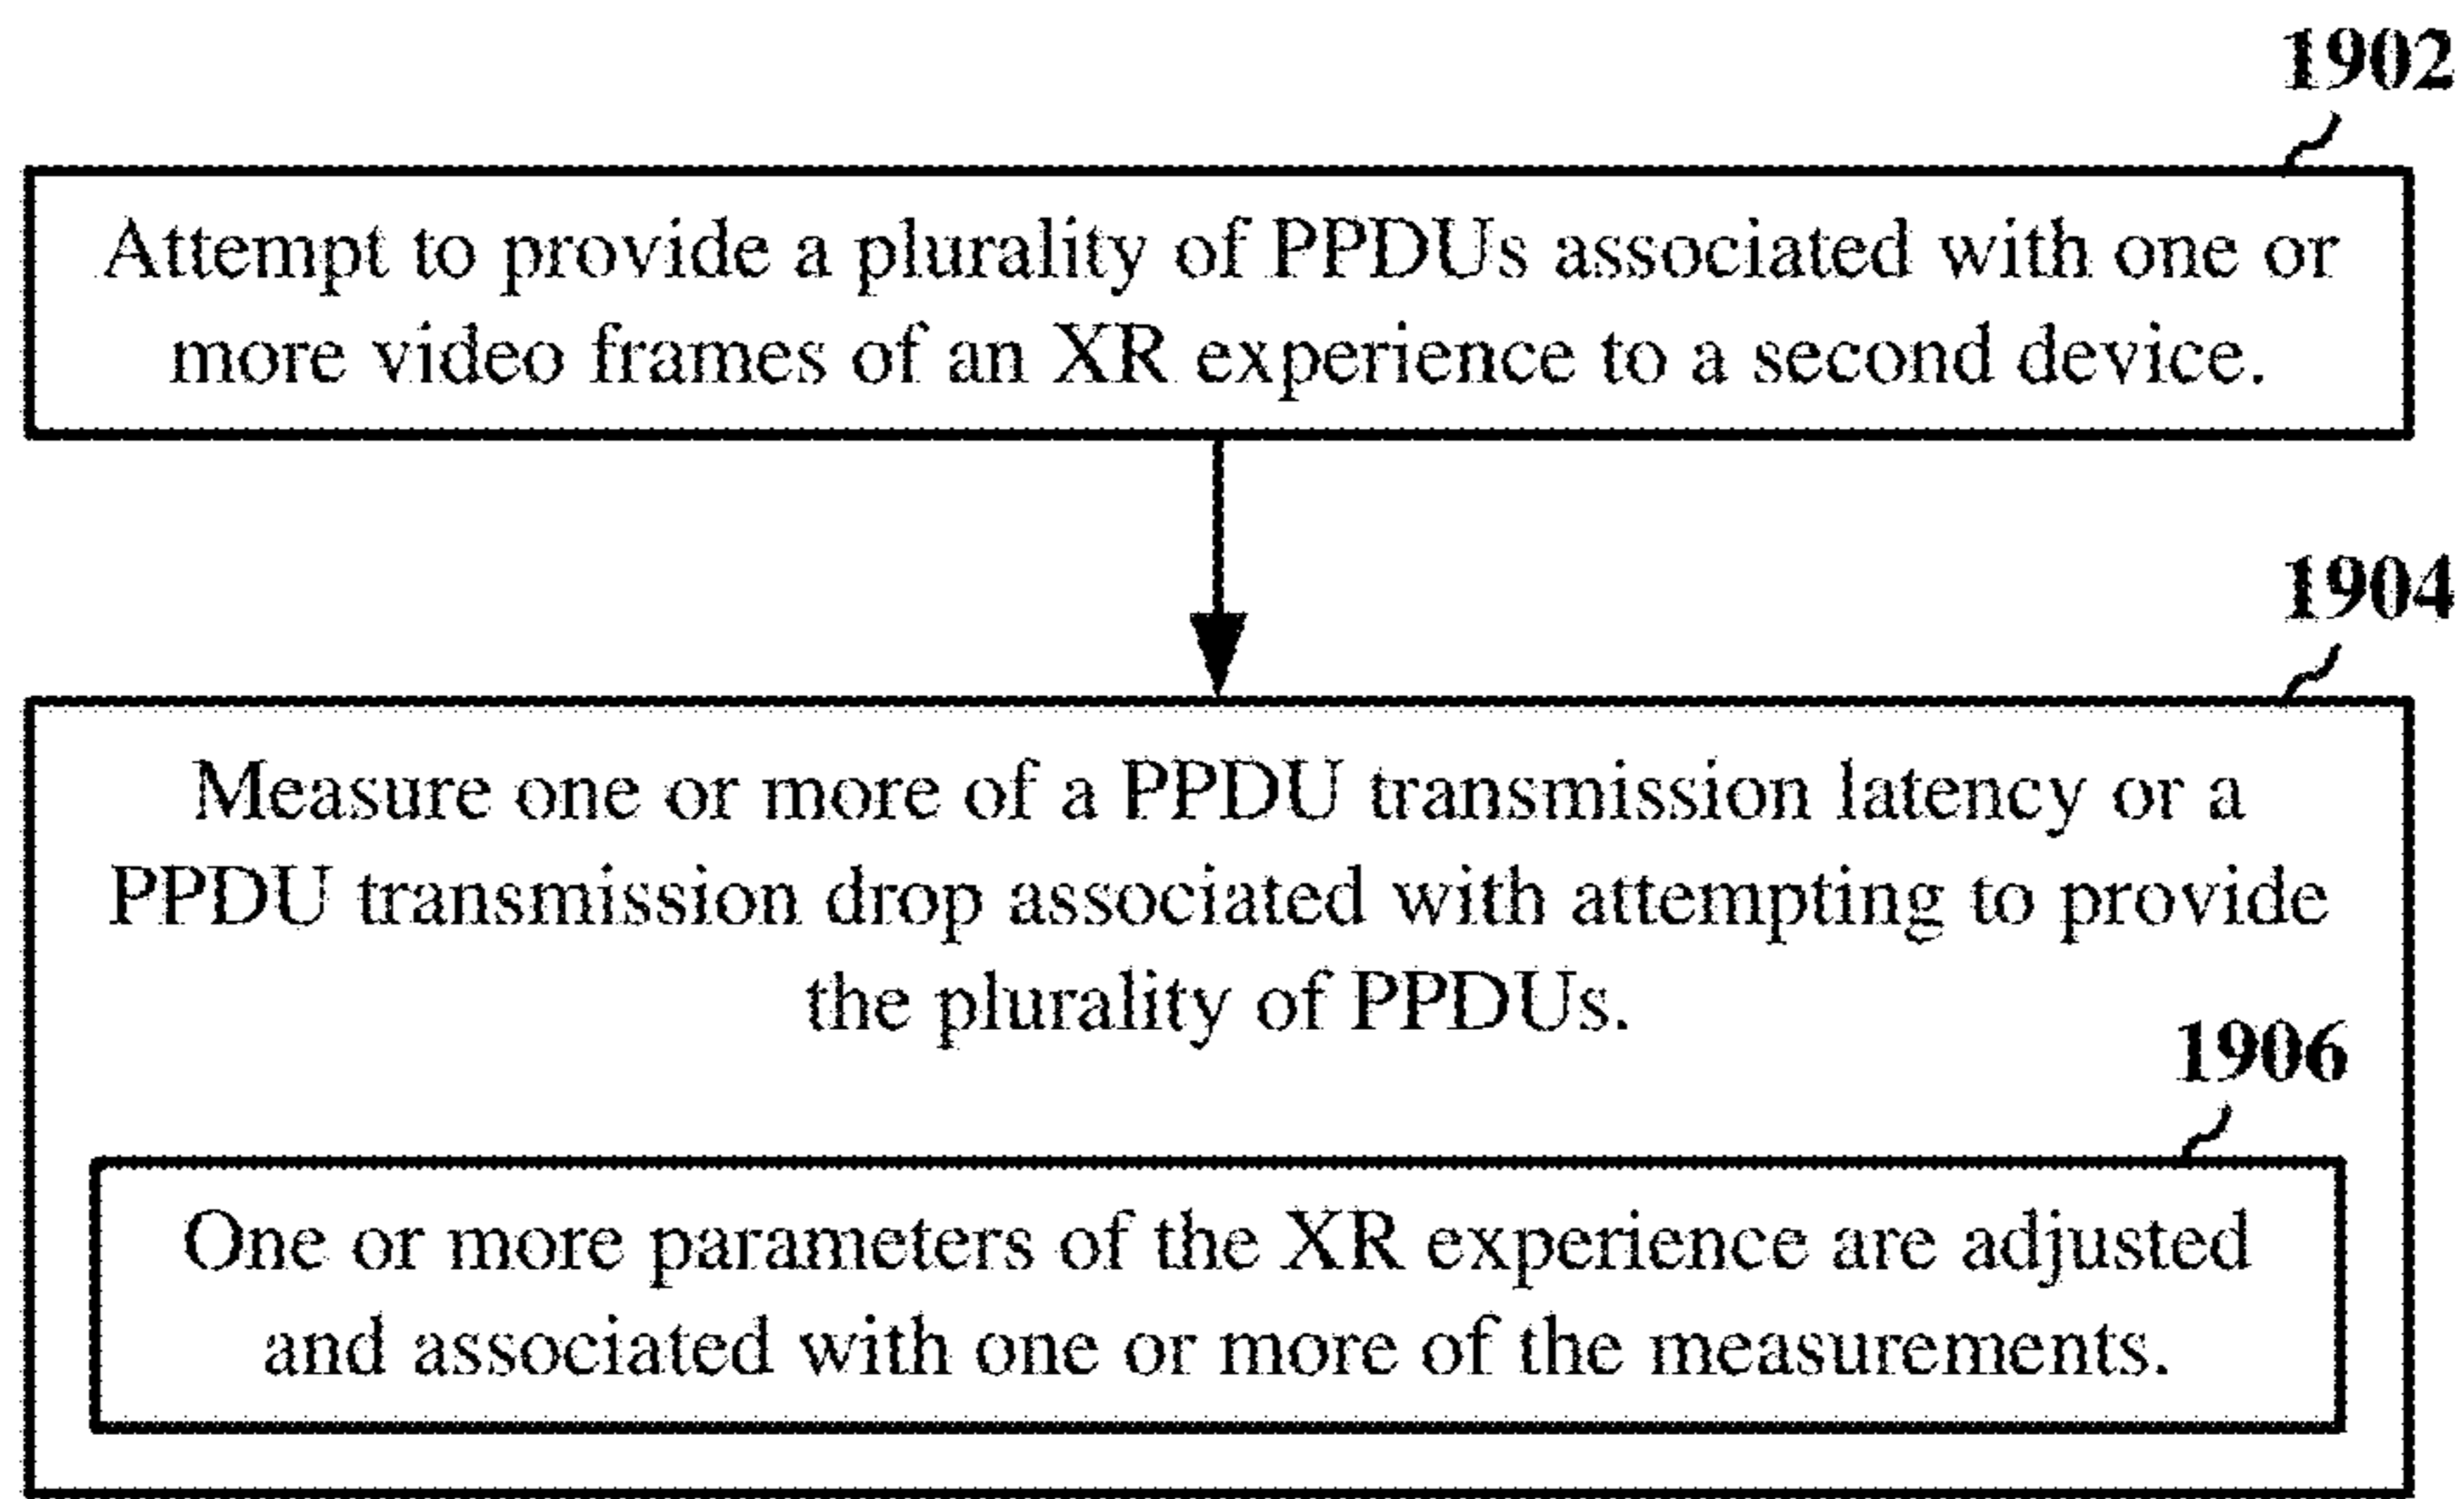 1902
Attempt to provide a plurality of PPDUs associated with one or
more video frames of an XR experience to a second device.
1904
Measure one or more of a PPDU transmission latency or a
PPDU transmission drop associated with attempting to provide
the plurality of PPDUs.
1906
One or more parameters of the XR experience are adjusted
and associated with one or more of the measurements.